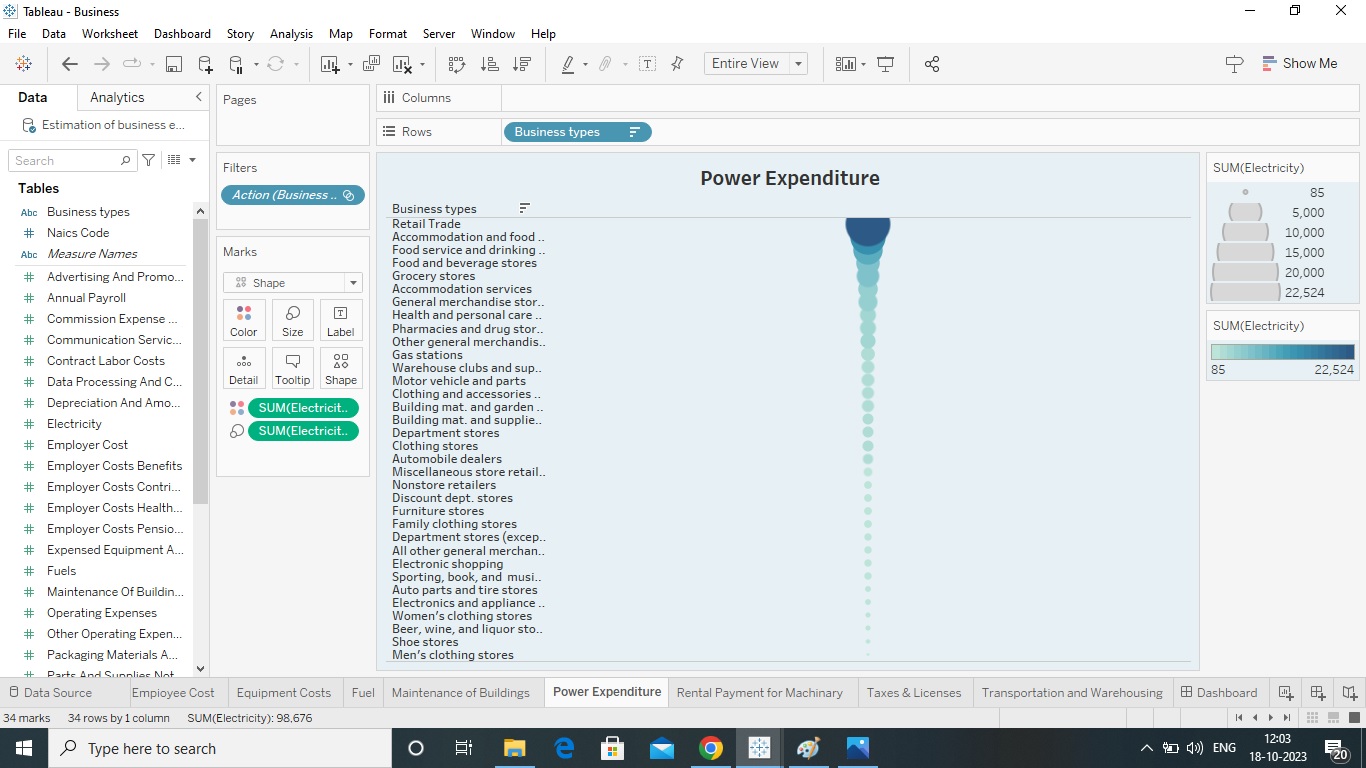 Tableau - Business
File Data Worksheet Dashboard Story Analysis Map Format Server Window Help
Entire View
Show Me
Data Analytics
Estimation of business e...
Search
Tables
Abc Business types
# Naics Code
Abc Measure Names
# Advertising And Promo...
# Annual Payroll
# Commission Expense ...
# Communication Servic...
# Contract Labor Costs
# Data Processing And C...
# Depreciation And Amo...
# Electricity
# Employer Cost
# Employer Costs Benefits
# Employer Costs Contri...
# Employer Costs Health...
# Employer Costs Pensio...
# Expensed Equipment A...
# Fuels
# Maintenance Of Buildin...
# Operating Expenses
# Other Operating Expen...
# Packaging Materials A...
# Parts And Supplies Not
Pages
Filters
Action (Business ..
Marks
Shape
Color Size Label
Detail Tooltip Shape
SUM(Electricit..
SUM(Electricit..
Columns
Rows Business types
Power Expenditure
Business types
Retail Trade
Accommodation and food ..
Food service and drinking ..
Food and beverage stores
Grocery stores
Accommodation services
General merchandise stor..
Health and personal care ..
Pharmacies and drug stor..
Other general merchandis..
Gas stations
Warehouse clubs and sup..
Motor vehicle and parts
Clothing and accessories ..
Building mat. and garden ..
Building mat. and supplie..
Department stores
Clothing stores
Automobile dealers
Miscellaneous store retail..
Nonstore retailers
Discount dept. stores
Furniture stores
Family clothing stores
Department stores (excep..
All other general merchan..
Electronic shopping
Sporting, book, and musi..
Auto parts and tire stores
Electronics and appliance ..
Women’s clothing stores
Beer, wine, and liquor sto..
Shoe stores
Men’s clothing stores
SUM(Electricity)
85
5,000
10,000
15,000
20,000
22,524
SUM(Electricity)
85 22,524
Data Source Employee Cost Equipment Costs Fuel Maintenance of Buildings Power Expenditure Rental Payment for Machinary Taxes & Licenses Transportation and Warehousing Dashboard
34 marks 34 rows by 1 column SUM(Electricity): 98,676
Type here to search
ENG
12:03
18-10-2023
20